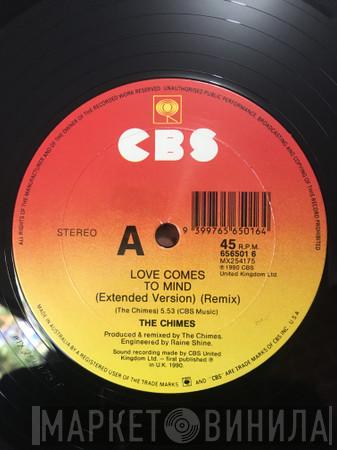 ALL RIGHTS OF THE MANUFACTURER AND OF THE OWNER OF THE RECORDED WORK RESERVED. UNAUTHORISED PUBLIC PERFORMANCE, BROADCASTING AND COPYING OF THIS RECORD PROHIBITED
CBS
STEREO
A
9 399765 650164
45 R.P.M.
656501 6
MX254175
℗ 1990 CBS
United Kingdom Ltd
LOVE COMES
TO MIND
(Extended Version) (Remix)
(The Chimes) 5.53 (CBS Music)
THE CHIMES
Produced & remixed by The Chimes.
Engineered by Raine Shine.
Sound recording made by CBS United
Kingdom Ltd. – first published ℗
in U.K. 1990.
MADE IN AUSTRALIA BY A REGISTERED USER OF THE TRADE MARKS AND "CBS" ARE TRADE MARKS OF CBS INC. U.S.A.
МАРКЕТ ВИНИЛА